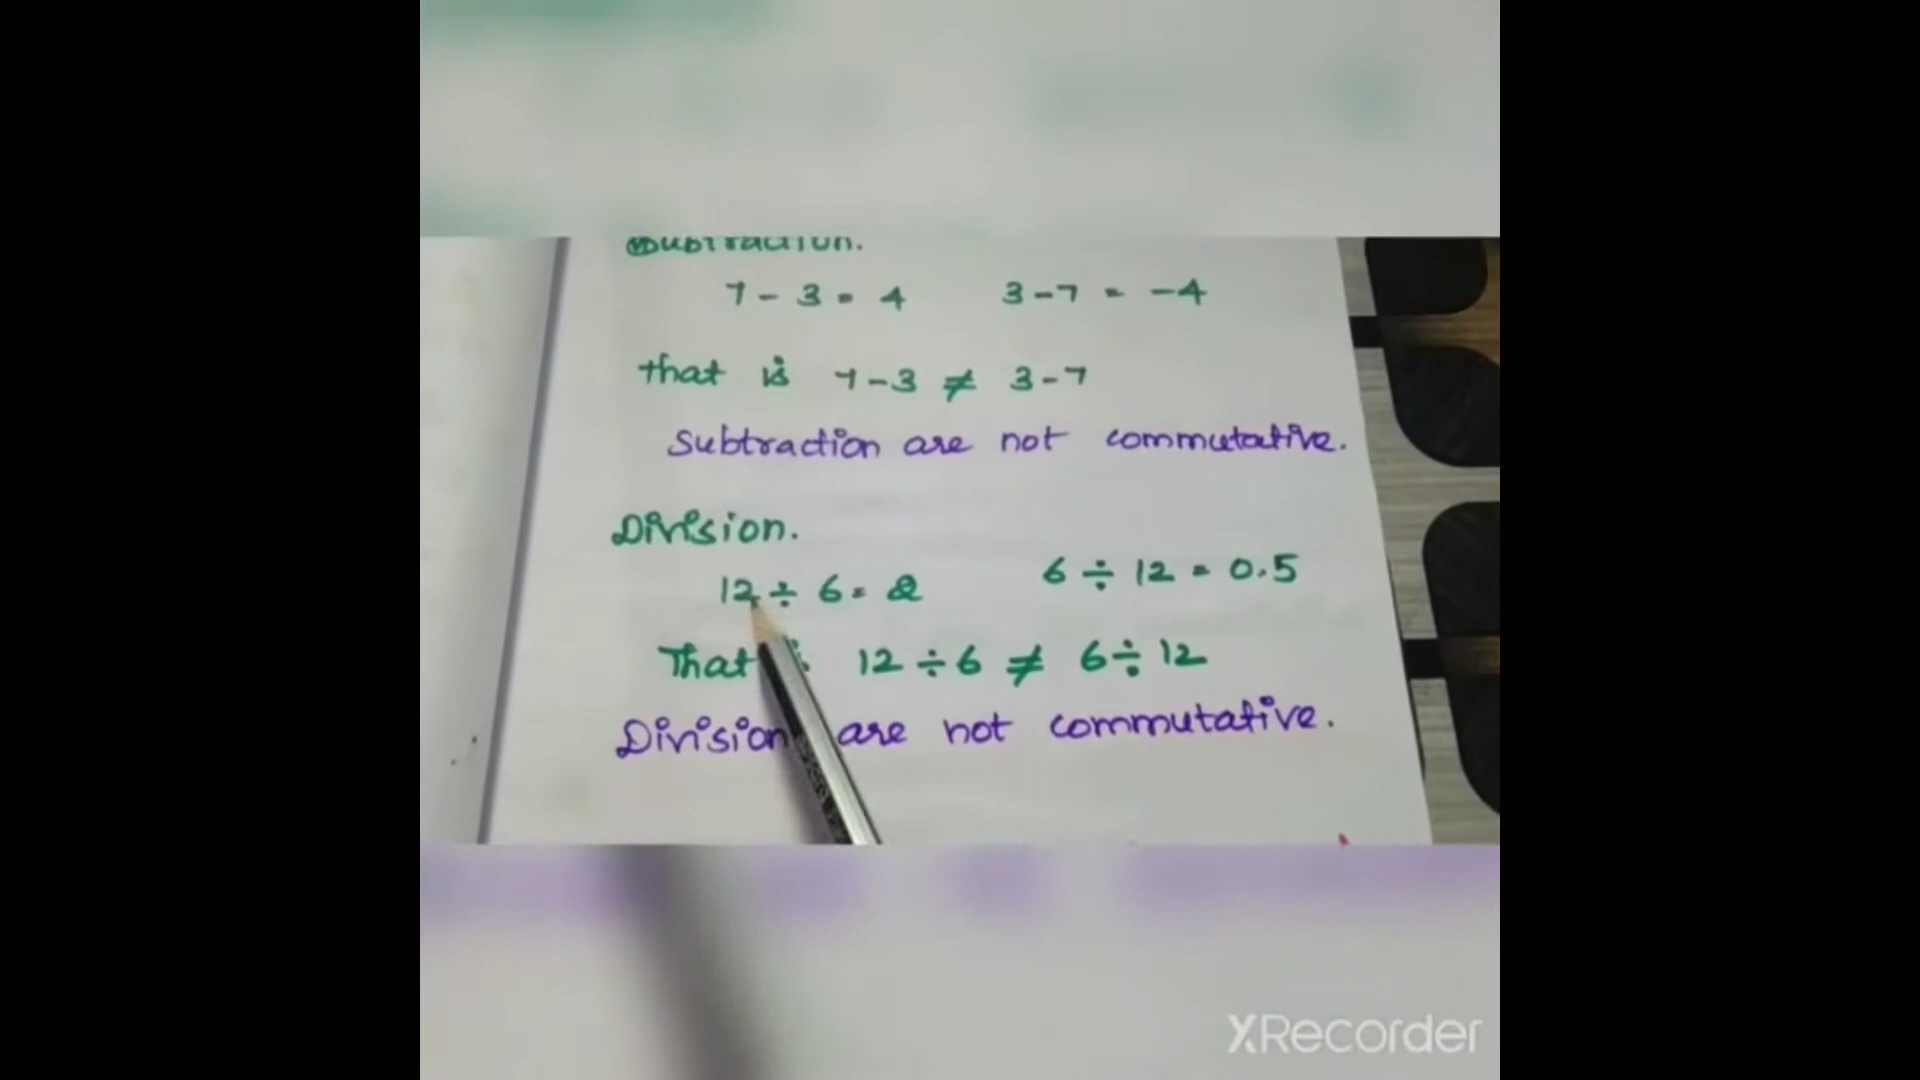 Subtraction.
7 - 3 = 4 3 - 7 = -4
that is 7 - 3 ≠ 3 - 7
Subtraction are not commutative.
Division.
12 ÷ 6 = 2 6 ÷ 12 = 0.5
That 12 ÷ 6 ≠ 6 ÷ 12
Division are not commutative.
XRecorder